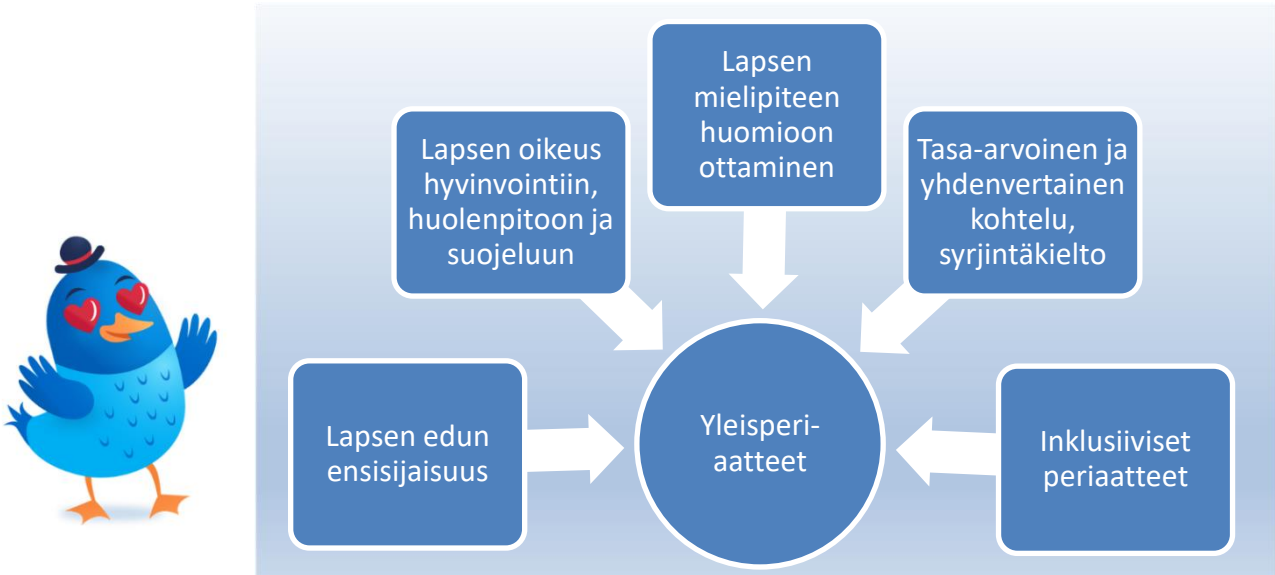 Lapsen
mielipiteen
huomioon
ottaminen
Lapsen oikeus
hyvinvointiin,
huolenpitoon ja
suojeluun
Tasa-arvoinen ja
yhdenvertainen
kohtelu,
syrjintäkielto
Lapsen edun
ensisijaisuus
Yleisperi-
aatteet
Inklusiiviset
periaatteet